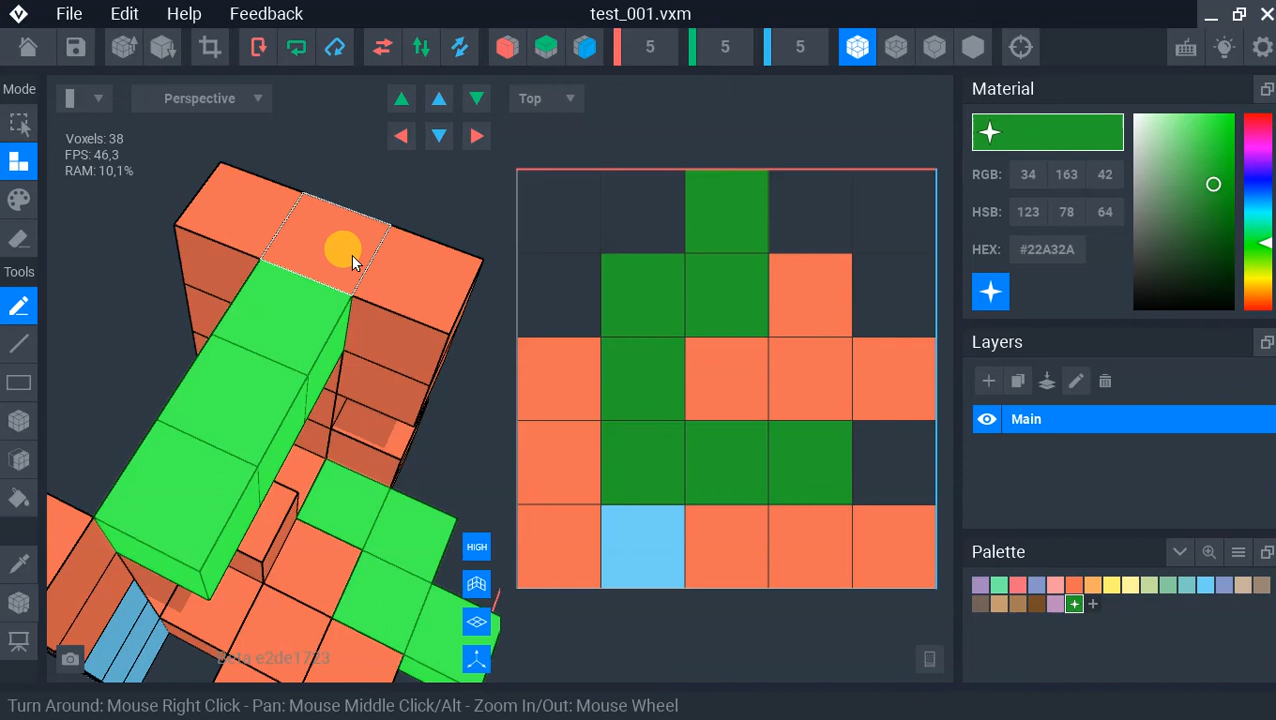 File Edit Help Feedback test_001.vxm
5 5 5
Mode
Perspective
Top
Voxels: 38
FPS: 46,3
RAM: 10,1%
Tools
HIGH
Beta e2de1723
Material
RGB: 34 163 42
HSB: 123 78 64
HEX: #22A32A
Layers
Main
Palette
Turn Around: Mouse Right Click - Pan: Mouse Middle Click/Alt - Zoom In/Out: Mouse Wheel